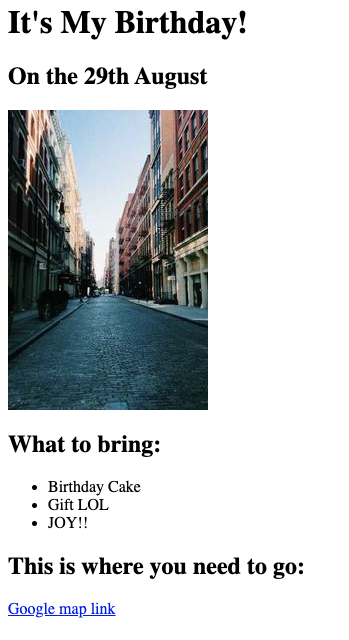 It's My Birthday!
On the 29th August
What to bring:
Birthday Cake
Gift LOL
JOY!!
This is where you need to go:
Google map link